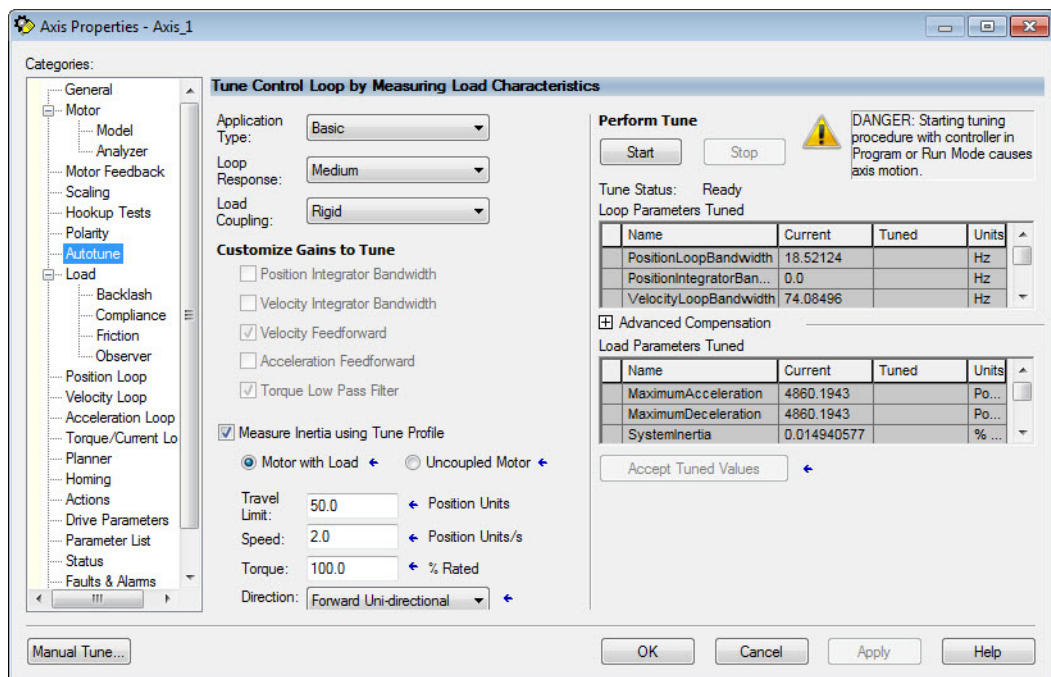 Axis Properties - Axis_1
Categories:
General
Motor
Model
Analyzer
Motor Feedback
Scaling
Hookup Tests
Polarity
Autotune
Load
Backlash
Compliance
Friction
Observer
Position Loop
Velocity Loop
Acceleration Loop
Torque/Current Lo
Planner
Homing
Actions
Drive Parameters
Parameter List
Status
Faults & Alarms
Tune Control Loop by Measuring Load Characteristics
Application
Type:
Basic
Loop
Response:
Medium
Load
Coupling:
Rigid
Customize Gains to Tune
Position Integrator Bandwidth
Velocity Integrator Bandwidth
Velocity Feedforward
Acceleration Feedforward
Torque Low Pass Filter
Measure Inertia using Tune Profile
Motor with Load
Uncoupled Motor
Travel
Limit:
50.0
Position Units
Speed:
2.0
Position Units/s
Torque:
100.0
% Rated
Direction:
Forward Uni-directional
Perform Tune
Start
Stop
DANGER: Starting tuning
procedure with controller in
Program or Run Mode causes
axis motion.
Tune Status: Ready
Loop Parameters Tuned
Name Current Tuned Units
PositionLoopBandwidth 18.52124 Hz
PositionIntegratorBan... 0.0 Hz
VelocityLoopBandwidth 74.08496 Hz
Advanced Compensation
Load Parameters Tuned
Name Current Tuned Units
MaximumAcceleration 4860.1943 Po...
MaximumDeceleration 4860.1943 Po...
SystemInertia 0.014940577 % ...
Accept Tuned Values
Manual Tune...
OK
Cancel
Apply
Help